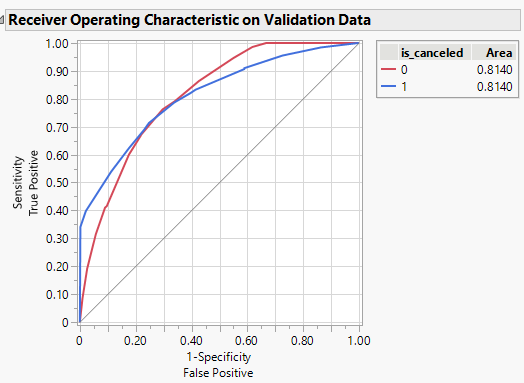 Receiver Operating Characteristic on Validation Data
is_canceled Area
0 0.8140
1 0.8140
1.00
0.90
0.80
0.70
0.60
0.50
0.40
0.30
0.20
0.10
0
Sensitivity
True Positive
0 0.20 0.40 0.60 0.80 1.00
1-Specificity
False Positive